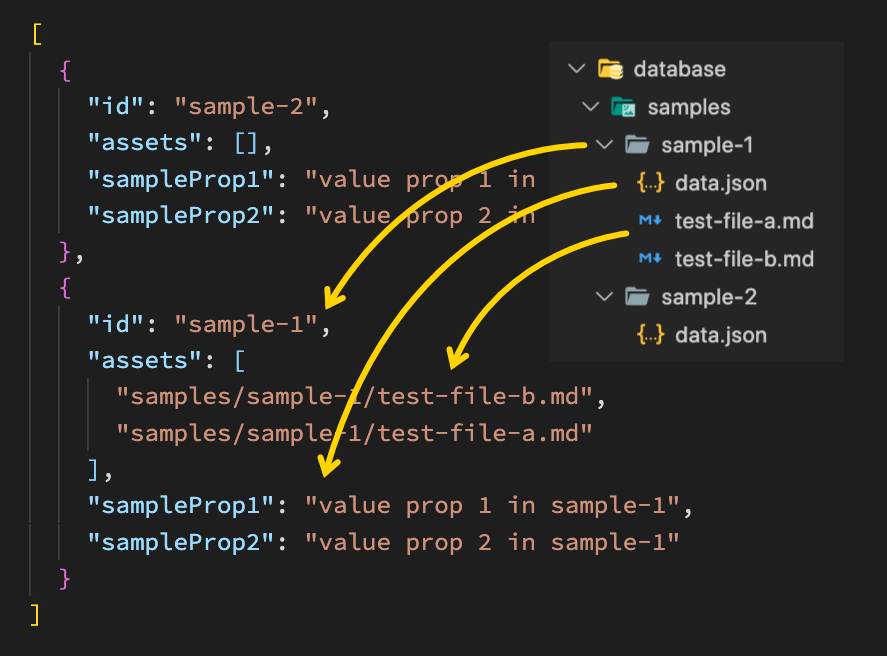 [
{
"id": "sample-2",
"assets": [],
"sampleProp1": "value prop 1 in
"sampleProp2": "value prop 2 in
},
{
"id": "sample-1",
"assets": [
"samples/sample-1/test-file-b.md",
"samples/sample-1/test-file-a.md"
],
"sampleProp1": "value prop 1 in sample-1",
"sampleProp2": "value prop 2 in sample-1"
}
]
database
samples
sample-1
{..} data.json
M test-file-a.md
M test-file-b.md
sample-2
{..} data.json